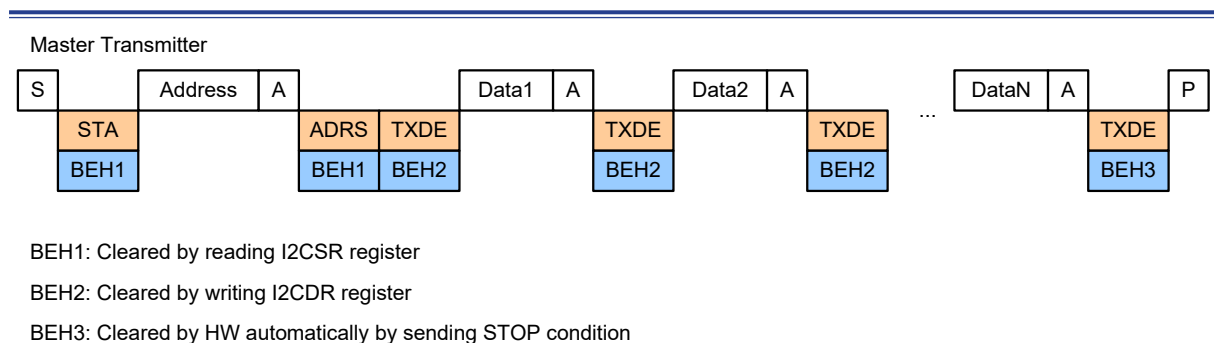 Master Transmitter
S Address A Data1 A Data2 A DataN A P
STA ADRS TXDE TXDE TXDE ... TXDE
BEH1 BEH1 BEH2 BEH2 BEH2 BEH3
BEH1: Cleared by reading I2CSR register
BEH2: Cleared by writing I2CDR register
BEH3: Cleared by HW automatically by sending STOP condition